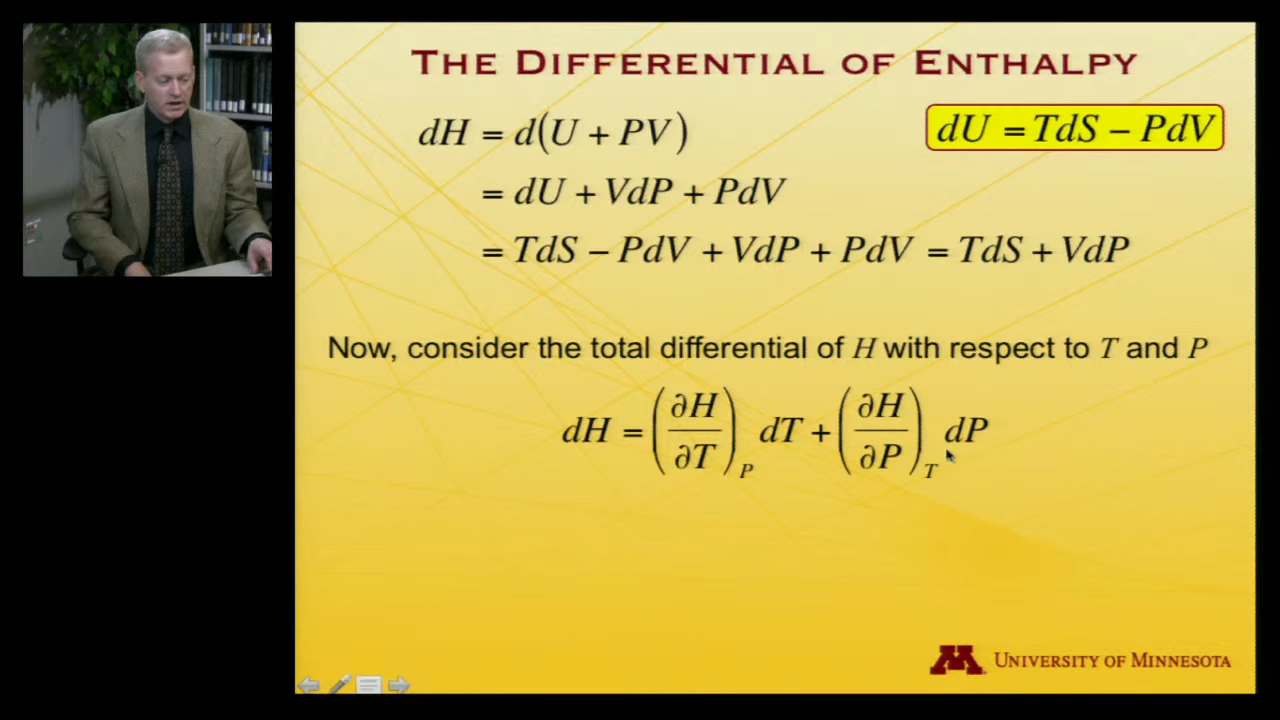 THE DIFFERENTIAL OF ENTHALPY
dH = d(U + PV)
dU = TdS − PdV
= dU + VdP + PdV
= TdS − PdV + VdP + PdV = TdS + VdP
Now, consider the total differential of H with respect to T and P
dH = (∂H/∂T)_P dT + (∂H/∂P)_T dP
M UNIVERSITY OF MINNESOTA